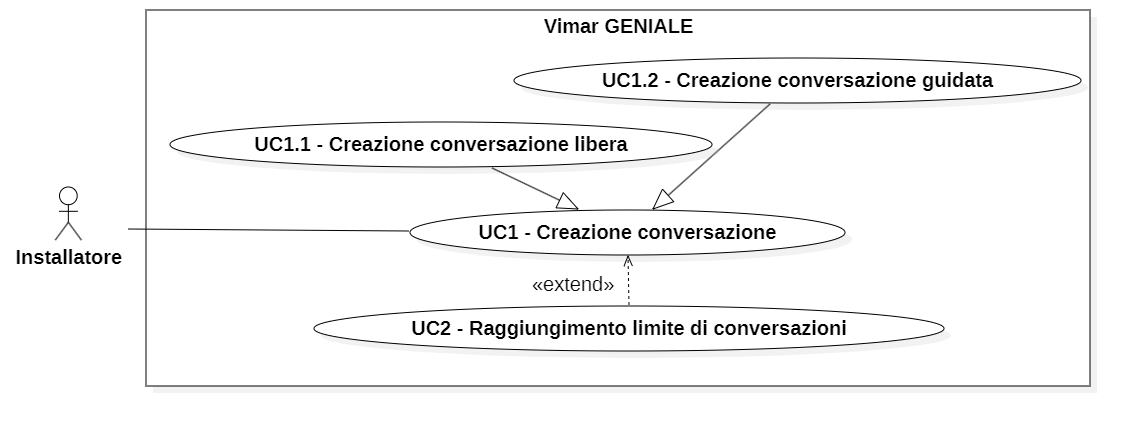 Vimar GENIALE
UC1.2 - Creazione conversazione guidata
UC1.1 - Creazione conversazione libera
UC1 - Creazione conversazione
Installatore
«extend»
UC2 - Raggiungimento limite di conversazioni